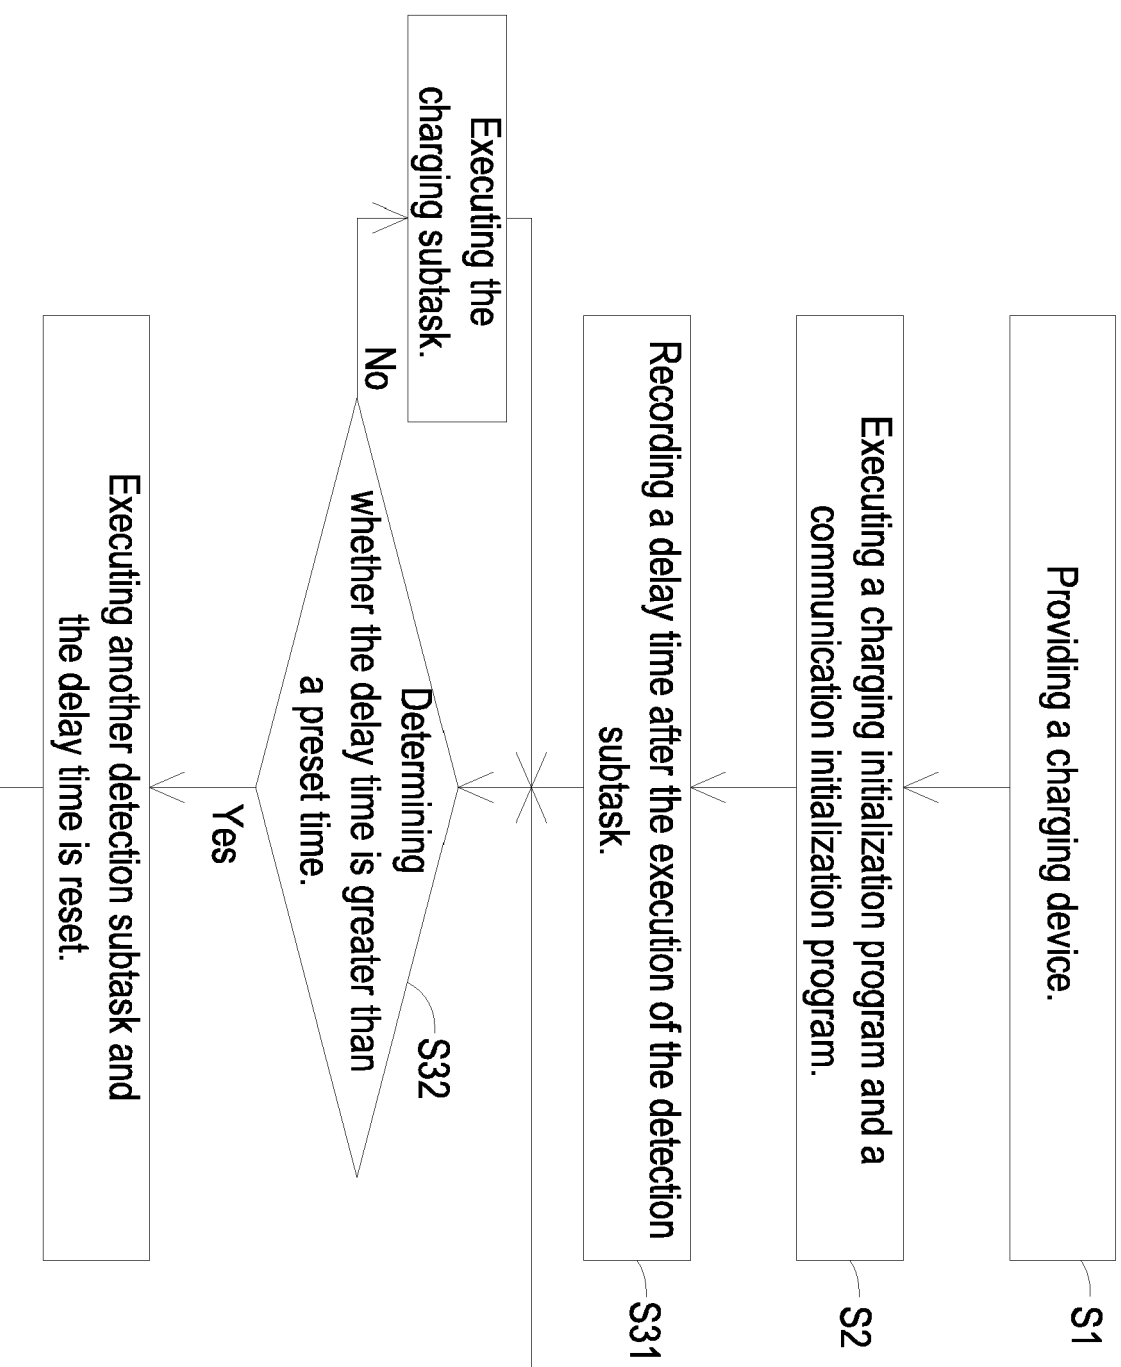 Providing a charging device.
S1
Executing a charging initialization program and a
communication initialization program.
S2
Recording a delay time after the execution of the detection
subtask.
S31
Executing the
charging subtask.
No
Determining
whether the delay time is greater than
a preset time.
S32
Yes
Executing another detection subtask and
the delay time is reset.